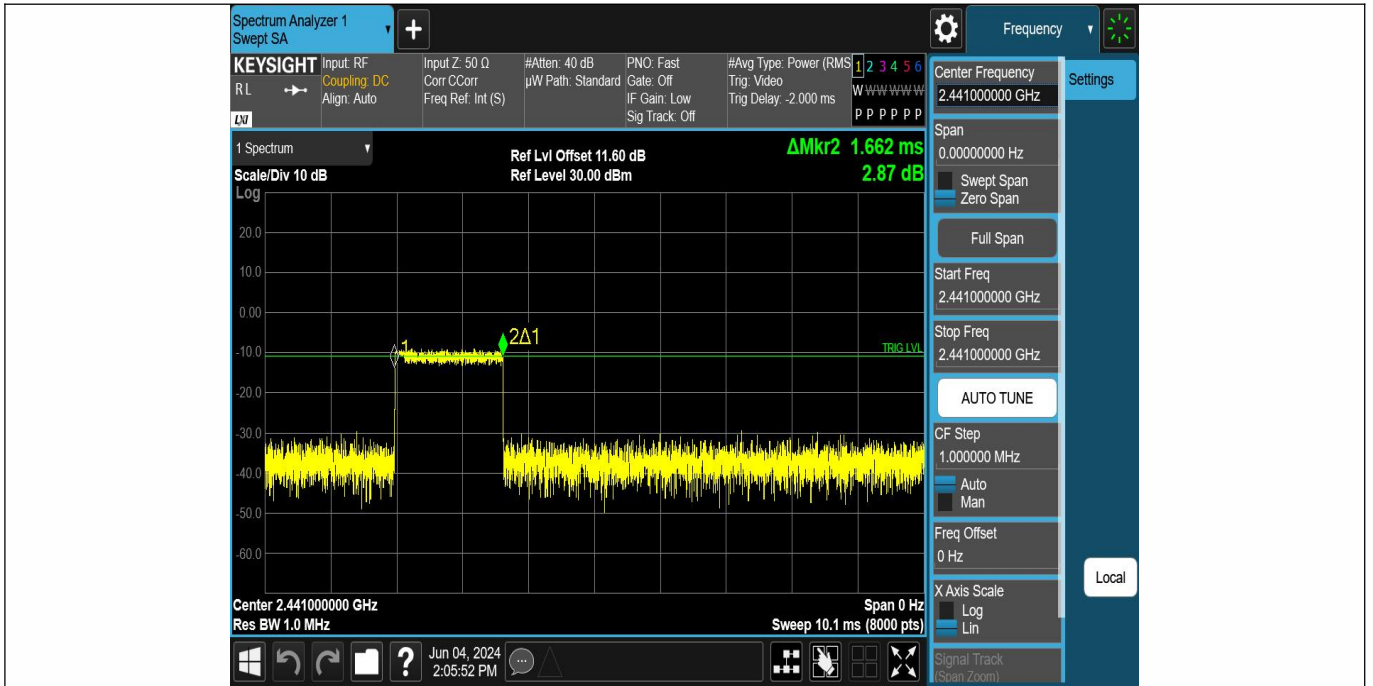 Spectrum Analyzer 1
Swept SA
Frequency
KEYSIGHT
RL
LXI
Input: RF
Coupling: DC
Align: Auto
Input Z: 50 Ω
Corr CCorr
Freq Ref: Int (S)
#Atten: 40 dB
µW Path: Standard
PNO: Fast
Gate: Off
IF Gain: Low
Sig Track: Off
#Avg Type: Power (RMS
Trig: Video
Trig Delay: -2.000 ms
1 2 3 4 5 6
W W W W W W
P P P P P P
1 Spectrum
Scale/Div 10 dB
Log
Ref Lvl Offset 11.60 dB
Ref Level 30.00 dBm
ΔMkr2 1.662 ms
2.87 dB
20.0
10.0
0.00
-10.0
-20.0
-30.0
-40.0
-50.0
-60.0
1
2Δ1
TRIG LVL
Center 2.441000000 GHz
Res BW 1.0 MHz
Span 0 Hz
Sweep 10.1 ms (8000 pts)
Jun 04, 2024
2:05:52 PM
Center Frequency
2.441000000 GHz
Settings
Span
0.00000000 Hz
Swept Span
Zero Span
Full Span
Start Freq
2.441000000 GHz
Stop Freq
2.441000000 GHz
AUTO TUNE
CF Step
1.000000 MHz
Auto
Man
Freq Offset
0 Hz
X Axis Scale
Log
Lin
Local
Signal Track
(Span Zoom)